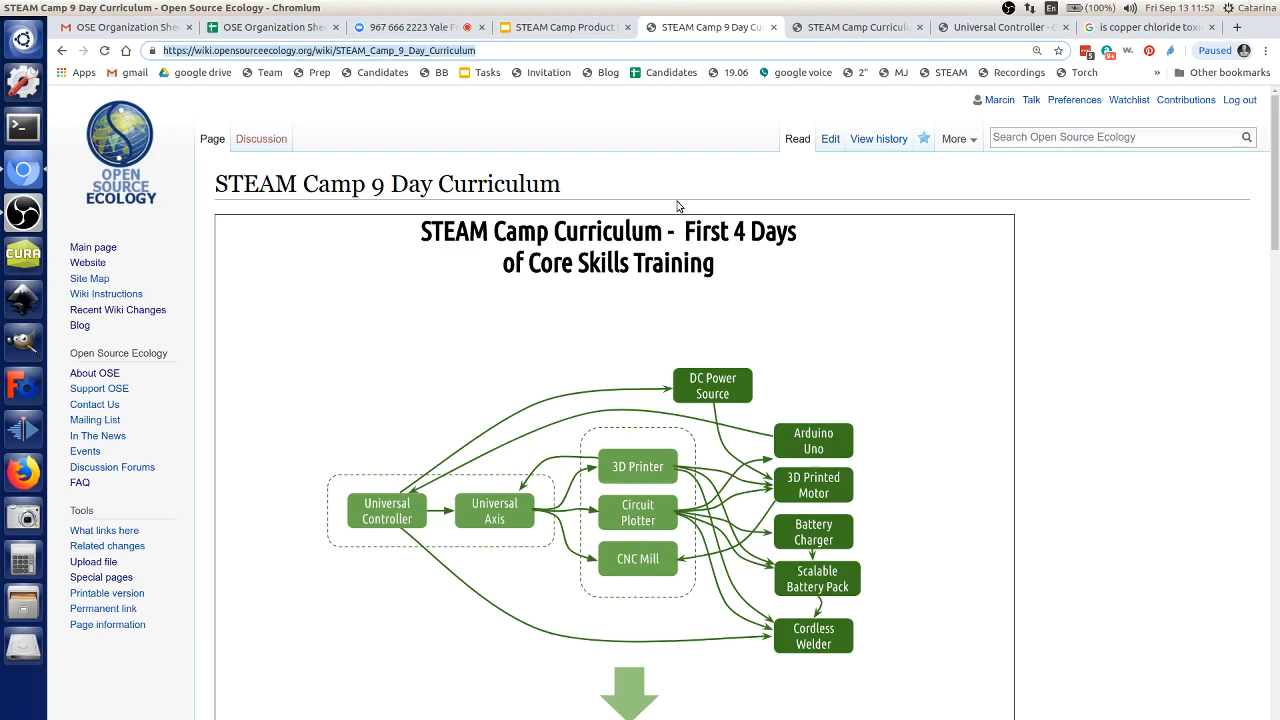 STEAM Camp 9 Day Curriculum - Open Source Ecology - Chromium
En
(100%)
Fri Sep 13 11:52
Catarina
OSE Organization She
OSE Organization She
STEAM Camp Product
STEAM Camp 9 Day Cu
STEAM Camp Curriculu
Universal Controller - O
is copper chloride toxi
https://wiki.opensourceecology.org/wiki/STEAM_Camp_9_Day_Curriculum
Paused
Apps
gmail
google drive
Team
Prep
Candidates
BB
Tasks
Invitation
Blog
Candidates
19.06
google voice
2"
MJ
STEAM
Recordings
Torch
»
Other bookmarks
Marcin
Talk
Preferences
Watchlist
Contributions
Log out
Page
Discussion
Read
Edit
View history
More
Search Open Source Ecology
OPEN
SOURCE
ECOLOGY
CURA
Main page
Website
Site Map
Wiki Instructions
Recent Wiki Changes
Blog
Open Source Ecology
About OSE
Support OSE
Contact Us
Mailing List
In The News
Events
Discussion Forums
FAQ
Tools
What links here
Related changes
Upload file
Special pages
Printable version
Permanent link
Page information
STEAM Camp 9 Day Curriculum
STEAM Camp Curriculum - First 4 Days
of Core Skills Training
DC Power
Source
Arduino
Uno
3D Printer
3D Printed
Motor
Universal
Controller
Universal
Axis
Circuit
Plotter
Battery
Charger
CNC Mill
Scalable
Battery Pack
Cordless
Welder